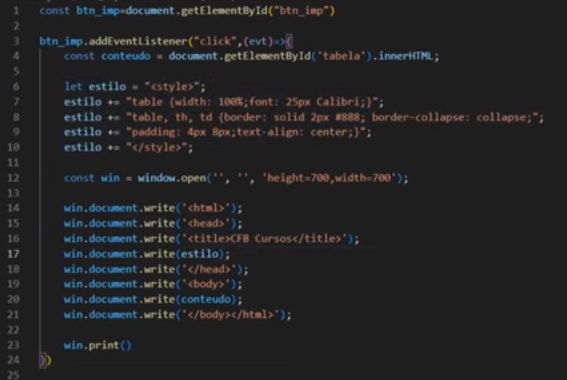 1 const btn_imp=document.getElementById("btn_imp")
2
3 btn_imp.addEventListener("click",(evt)=>{
4 const conteudo = document.getElementById('tabela').innerHTML;
5
6 let estilo = "<style>";
7 estilo += "table {width: 100%;font: 25px Calibri;}";
8 estilo += "table, th, td {border: solid 2px #888; border-collapse: collapse;";
9 estilo += "padding: 4px 8px;text-align: center;}";
10 estilo += "</style>";
11
12 const win = window.open('', '', 'height=700,width=700');
13
14 win.document.write('<html>');
15 win.document.write('<head>');
16 win.document.write('<title>CFB Cursos</title>');
17 win.document.write(estilo);
18 win.document.write('</head>');
19 win.document.write('<body>');
20 win.document.write(conteudo);
21 win.document.write('</body></html>');
22
23 win.print()
24 })
25